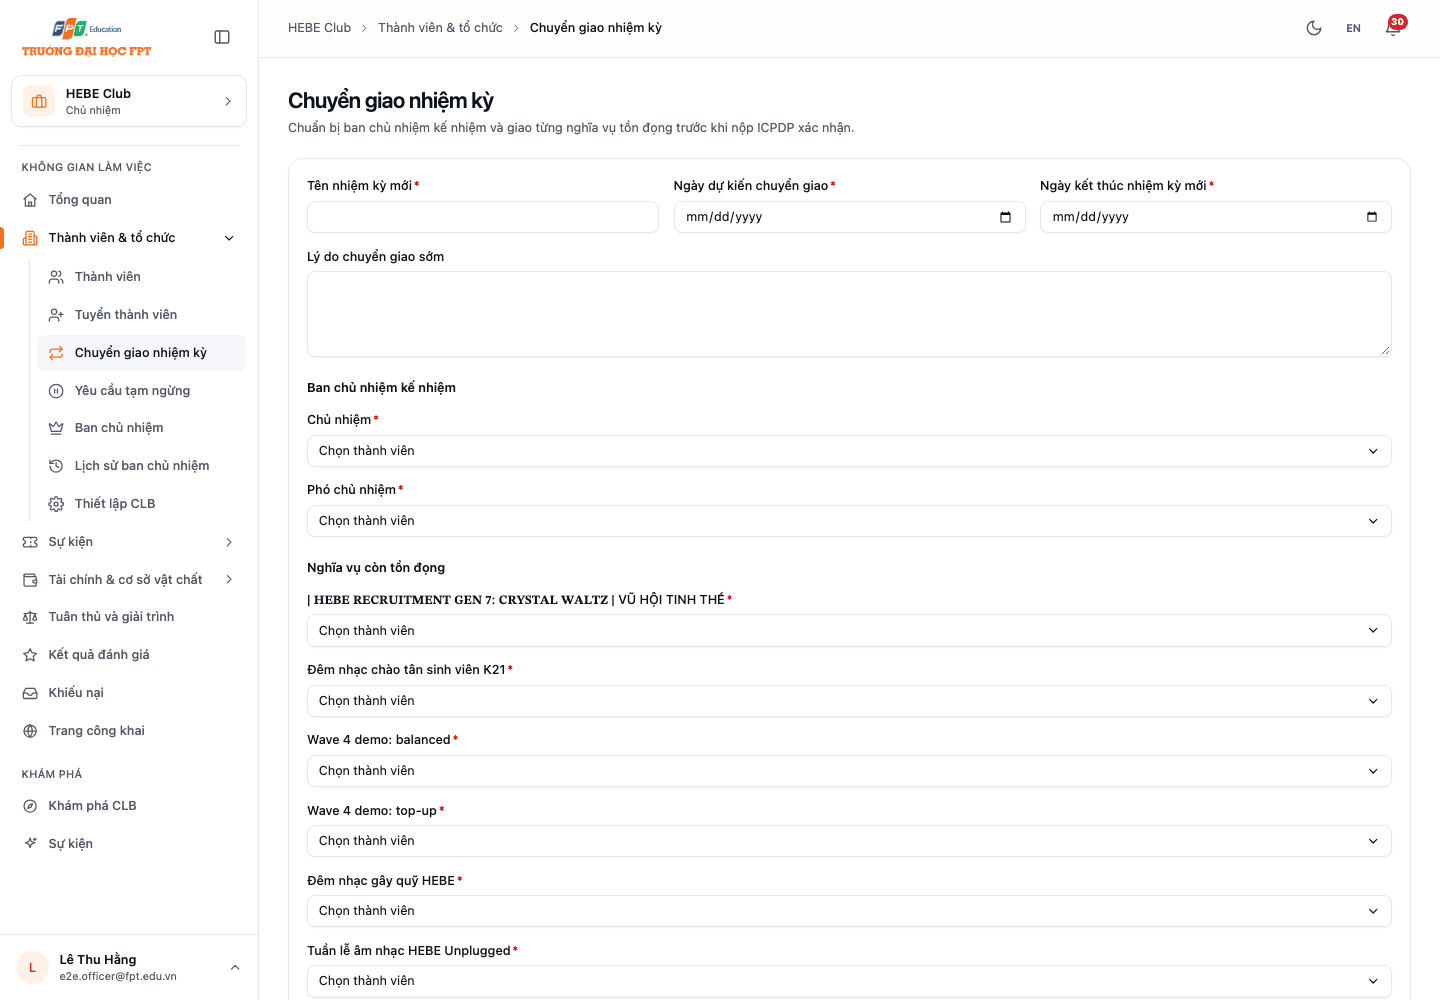 FPT Education
TRƯỜNG ĐẠI HỌC FPT
HEBE Club
Chủ nhiệm
KHÔNG GIAN LÀM VIỆC
Tổng quan
Thành viên & tổ chức
Thành viên
Tuyển thành viên
Chuyển giao nhiệm kỳ
Yêu cầu tạm ngừng
Ban chủ nhiệm
Lịch sử ban chủ nhiệm
Thiết lập CLB
Sự kiện
Tài chính & cơ sở vật chất
Tuân thủ và giải trình
Kết quả đánh giá
Khiếu nại
Trang công khai
KHÁM PHÁ
Khám phá CLB
Sự kiện
L
Lê Thu Hằng
e2e.officer@fpt.edu.vn
HEBE Club > Thành viên & tổ chức > Chuyển giao nhiệm kỳ
EN
30
Chuyển giao nhiệm kỳ
Chuẩn bị ban chủ nhiệm kế nhiệm và giao từng nghĩa vụ tồn đọng trước khi nộp ICPDP xác nhận.
Tên nhiệm kỳ mới*
Ngày dự kiến chuyển giao*
mm/dd/yyyy
Ngày kết thúc nhiệm kỳ mới*
mm/dd/yyyy
Lý do chuyển giao sớm
Ban chủ nhiệm kế nhiệm
Chủ nhiệm*
Chọn thành viên
Phó chủ nhiệm*
Chọn thành viên
Nghĩa vụ còn tồn đọng
| HEBE RECRUITMENT GEN 7: CRYSTAL WALTZ | VŨ HỘI TINH THỂ*
Chọn thành viên
Đêm nhạc chào tân sinh viên K21*
Chọn thành viên
Wave 4 demo: balanced*
Chọn thành viên
Wave 4 demo: top-up*
Chọn thành viên
Đêm nhạc gây quỹ HEBE*
Chọn thành viên
Tuần lễ âm nhạc HEBE Unplugged*
Chọn thành viên